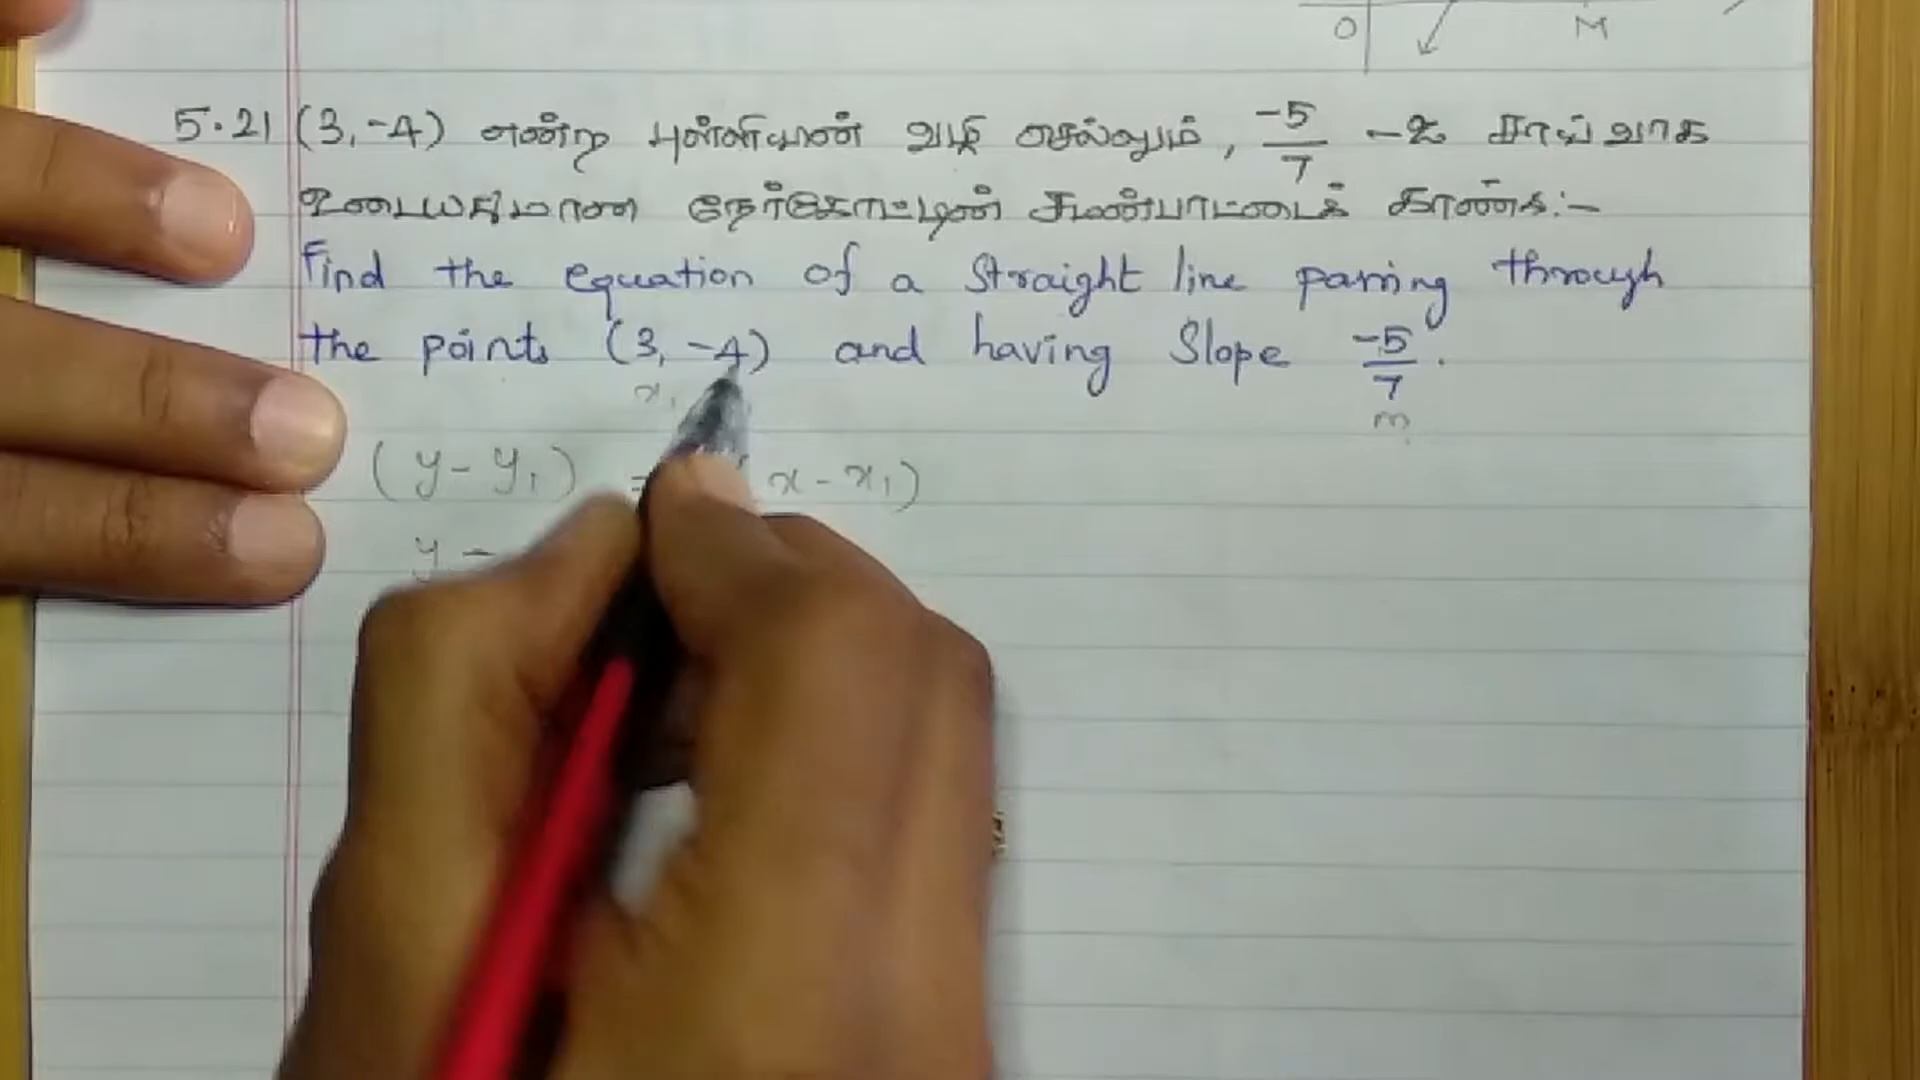 O M
5.21 (3,-4) என்ற புள்ளியின் வழி செல்லும், -5/7 -ஐ சாய்வாக
உடையதுமான நேர்கோட்டின் சமன்பாட்டைக் காண்க:-
Find the equation of a Straight line passing through
the points (3, -4) and having Slope -5/7.
x₁ m
(y-y₁) = x-x₁)
y -